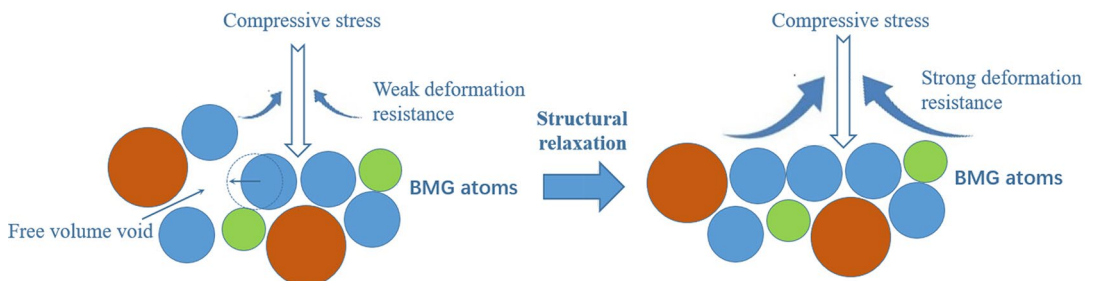 Compressive stress
Weak deformation
resistance
BMG atoms
Free volume void
Structural
relaxation
Compressive stress
Strong deformation
resistance
BMG atoms